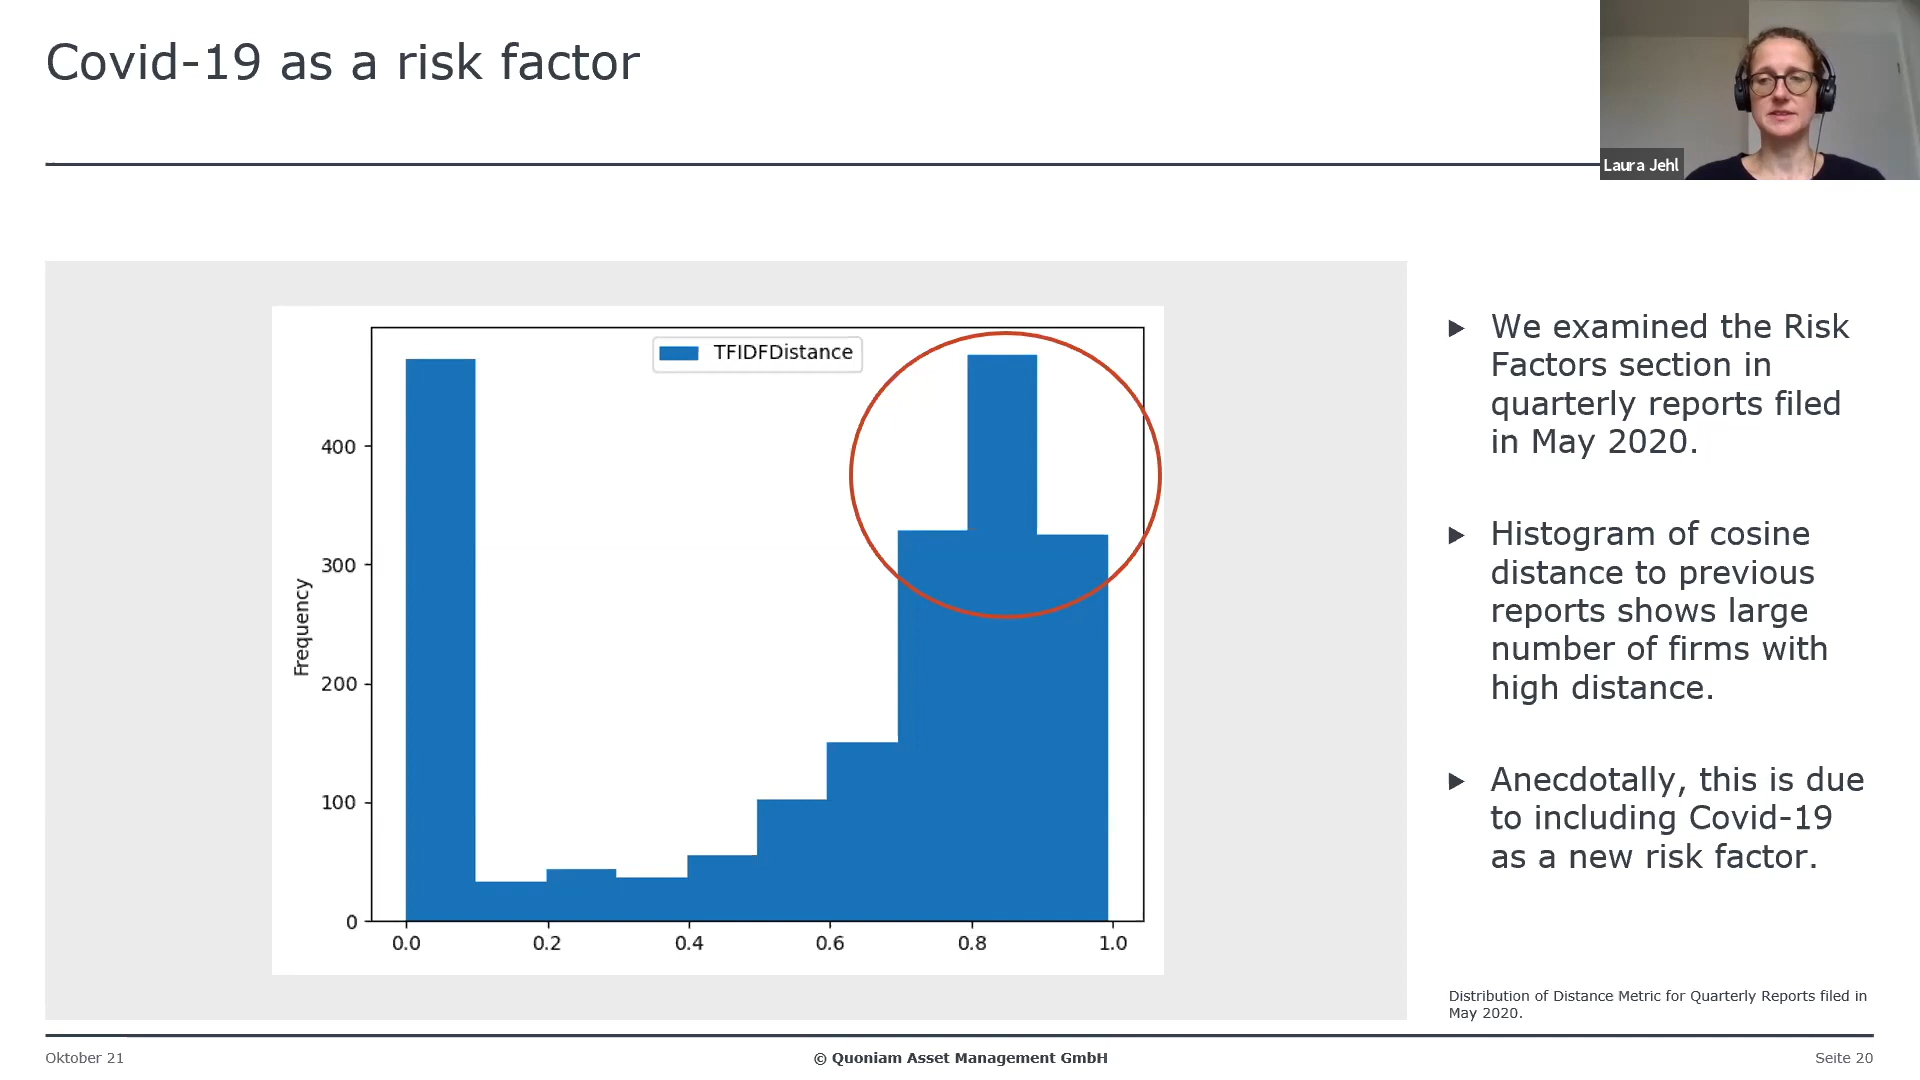 Covid-19 as a risk factor
Laura Jehl
TFIDFDistance
400
300
200
100
0
Frequency
0.0 0.2 0.4 0.6 0.8 1.0
We examined the Risk
Factors section in
quarterly reports filed
in May 2020.
Histogram of cosine
distance to previous
reports shows large
number of firms with
high distance.
Anecdotally, this is due
to including Covid-19
as a new risk factor.
Distribution of Distance Metric for Quarterly Reports filed in
May 2020.
Oktober 21
© Quoniam Asset Management GmbH
Seite 20